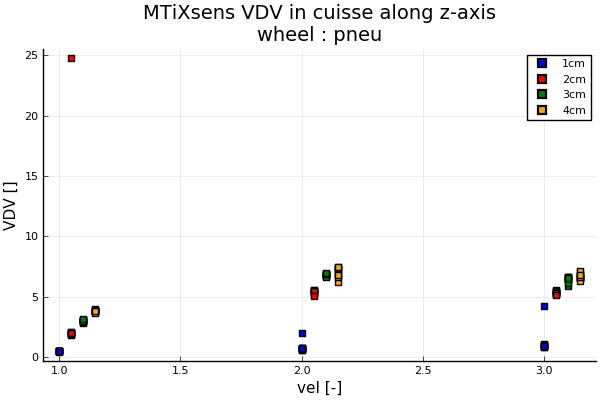 MTiXsens VDV in cuisse along z-axis
wheel : pneu
25
20
15
10
5
0
VDV []
1cm
2cm
3cm
4cm
1.0
1.5
2.0
2.5
3.0
vel [-]